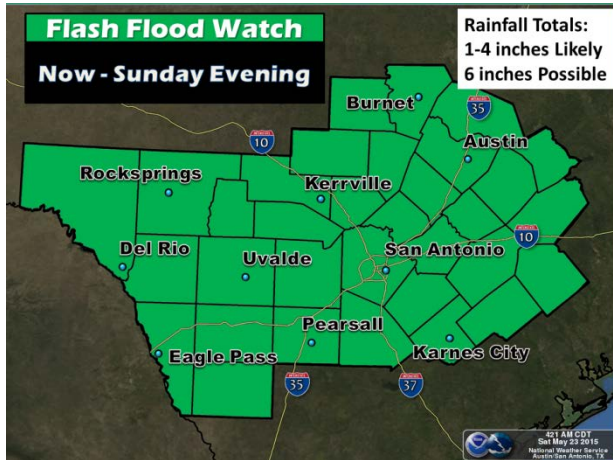 Flash Flood Watch
Now - Sunday Evening
Rainfall Totals:
1-4 inches Likely
6 inches Possible
Burnet
35
Austin
10
Rocksprings
Kerrville
10
Del Rio
Uvalde
San Antonio
Pearsall
Eagle Pass
Karnes City
35
37
421 AM CDT
Sat May 23 2015
National Weather Service
Austin/San Antonio, TX